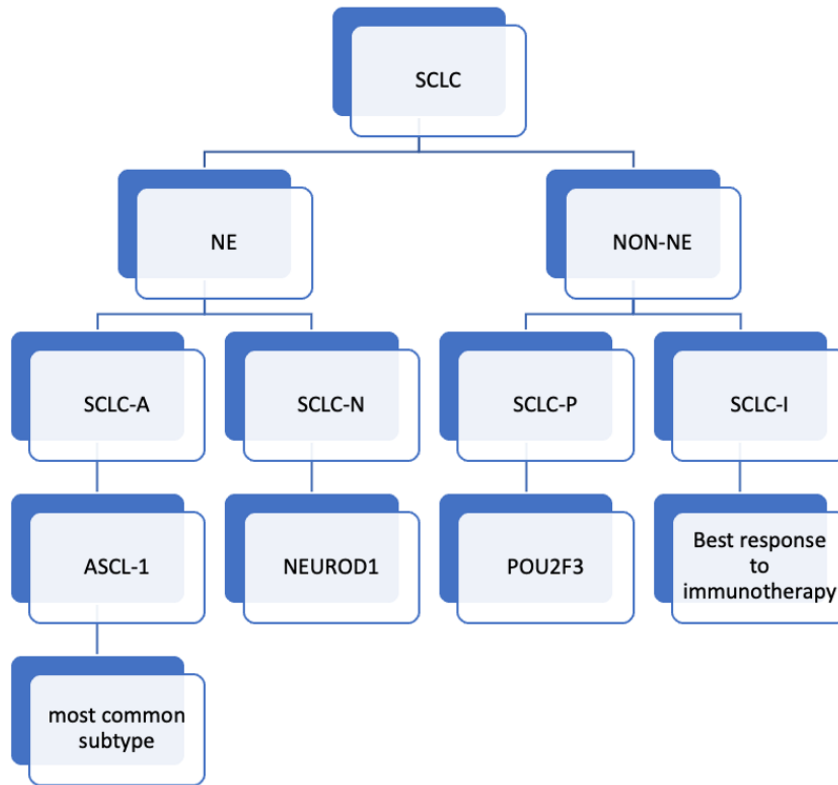 SCLC
NE
NON-NE
SCLC-A
SCLC-N
SCLC-P
SCLC-I
ASCL-1
NEUROD1
POU2F3
Best response
to
immunotherapy
most common
subtype